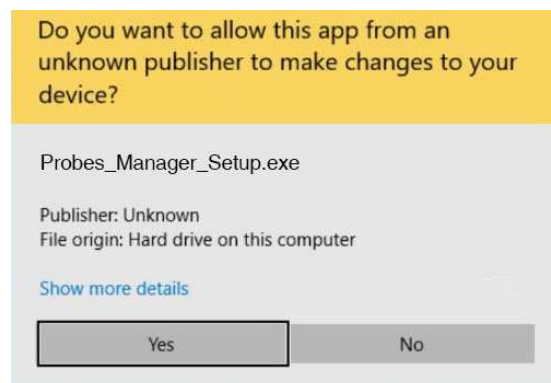 Do you want to allow this app from an
unknown publisher to make changes to your
device?
Probes_Manager_Setup.exe
Publisher: Unknown
File origin: Hard drive on this computer
Show more details
Yes
No